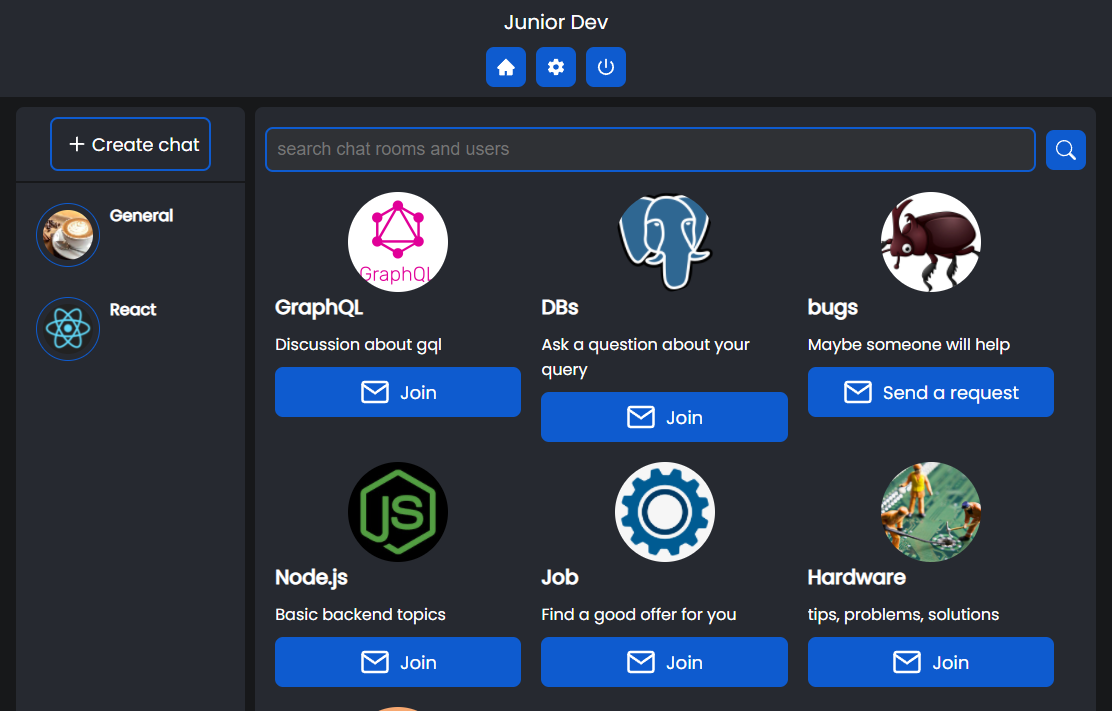 Junior Dev
Create chat
search chat rooms and users
General
React
GraphQL
GraphQL
DBs
bugs
Discussion about gql
Ask a question about your
query
Maybe someone will help
Join
Join
Send a request
JS
Node.js
Job
Hardware
Basic backend topics
Find a good offer for you
tips, problems, solutions
Join
Join
Join